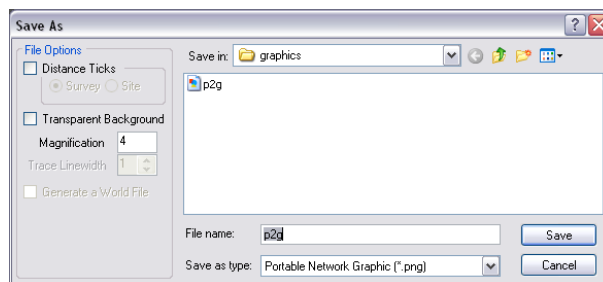 Save As
File Options
Distance Ticks
Survey Site
Transparent Background
Magnification 4
Trace Linewidth 1
Generate a World File
Save in: graphics
p2g
File name: p2g
Save
Save as type: Portable Network Graphic (*.png)
Cancel